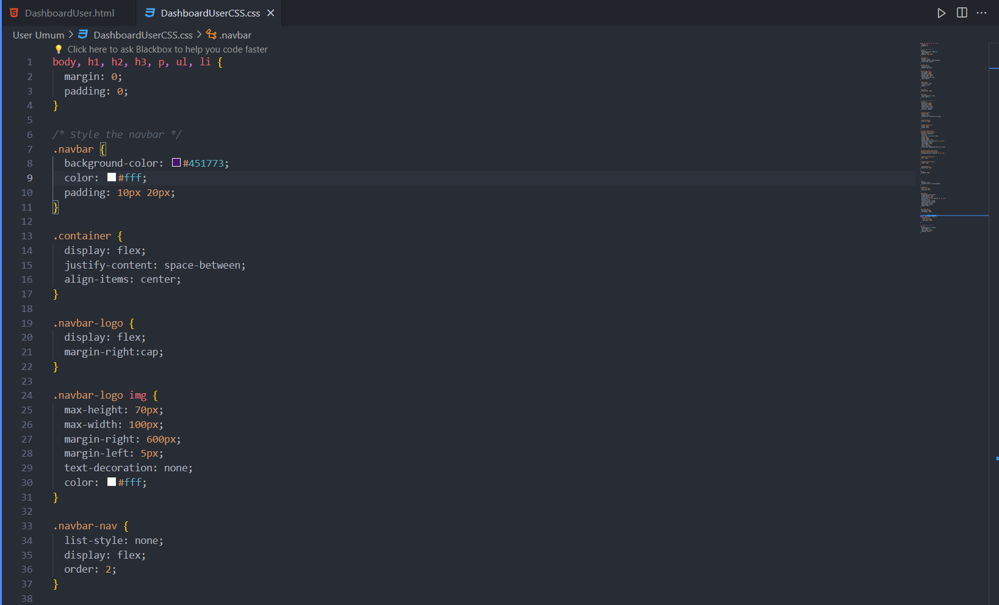 DashboardUser.html DashboardUserCSS.css
User Umum > DashboardUserCSS.css > .navbar
Click here to ask Blackbox to help you code faster
1 body, h1, h2, h3, p, ul, li {
2 margin: 0;
3 padding: 0;
4 }
5
6 /* Style the navbar */
7 .navbar {
8 background-color: #451773;
9 color: #fff;
10 padding: 10px 20px;
11 }
12
13 .container {
14 display: flex;
15 justify-content: space-between;
16 align-items: center;
17 }
18
19 .navbar-logo {
20 display: flex;
21 margin-right:cap;
22 }
23
24 .navbar-logo img {
25 max-height: 70px;
26 max-width: 100px;
27 margin-right: 600px;
28 margin-left: 5px;
29 text-decoration: none;
30 color: #fff;
31 }
32
33 .navbar-nav {
34 list-style: none;
35 display: flex;
36 order: 2;
37 }
38